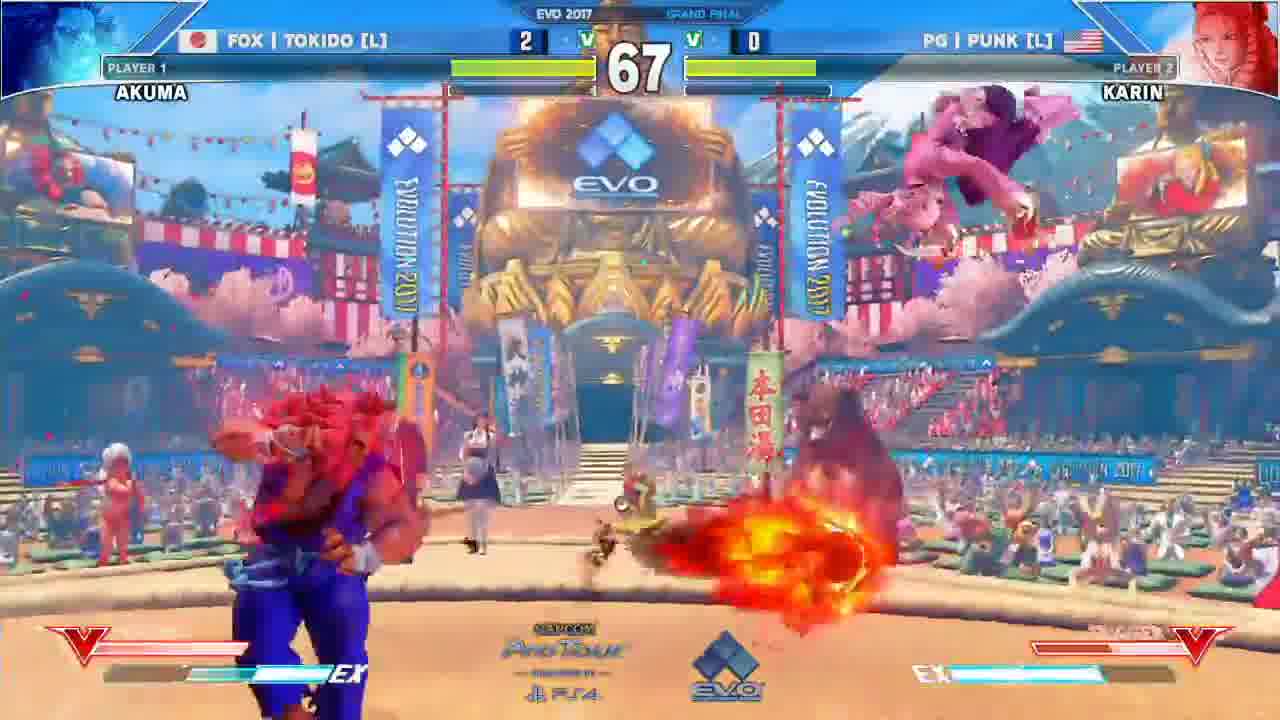 EVO 2017 GRAND FINAL
FOX | TOKIDO [L] 2 V 67 V 0 PG | PUNK [L]
PLAYER 1 PLAYER 2
AKUMA KARIN
EVO
EVOLUTION 2017
EVOLUTION 2017
本田湯
EX EX
CAPCOM
Pro Tour
PS4
EVO